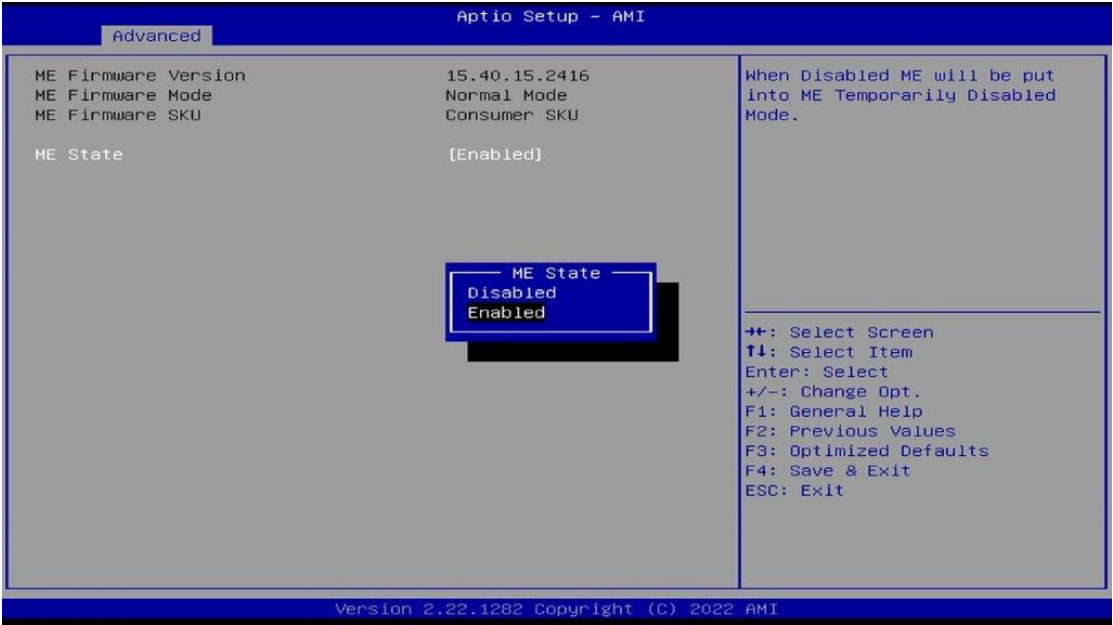 Aptio Setup – AMI
Advanced
ME Firmware Version 15.40.15.2416
ME Firmware Mode Normal Mode
ME Firmware SKU Consumer SKU
ME State [Enabled]
ME State
Disabled
Enabled
When Disabled ME will be put
into ME Temporarily Disabled
Mode.
→←: Select Screen
↑↓: Select Item
Enter: Select
+/-: Change Opt.
F1: General Help
F2: Previous Values
F3: Optimized Defaults
F4: Save & Exit
ESC: Exit
Version 2.22.1282 Copyright (C) 2022 AMI